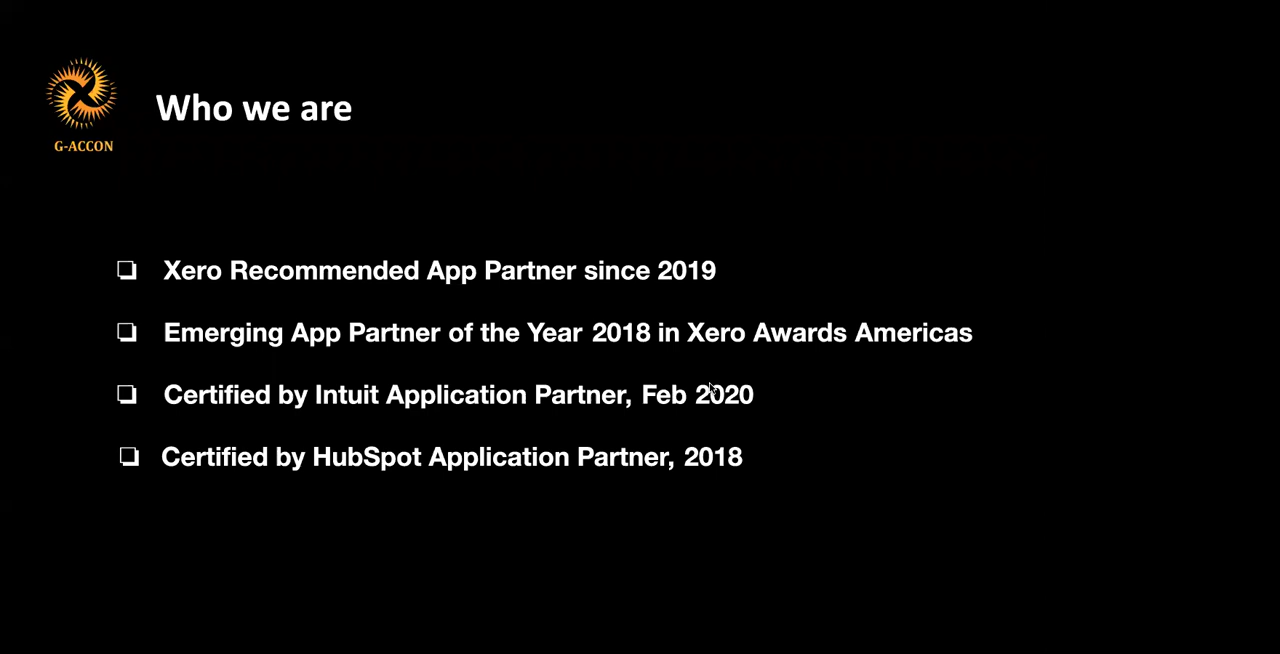 Who we are
G-ACCON
❏ Xero Recommended App Partner since 2019
❏ Emerging App Partner of the Year 2018 in Xero Awards Americas
❏ Certified by Intuit Application Partner, Feb 2020
❏ Certified by HubSpot Application Partner, 2018